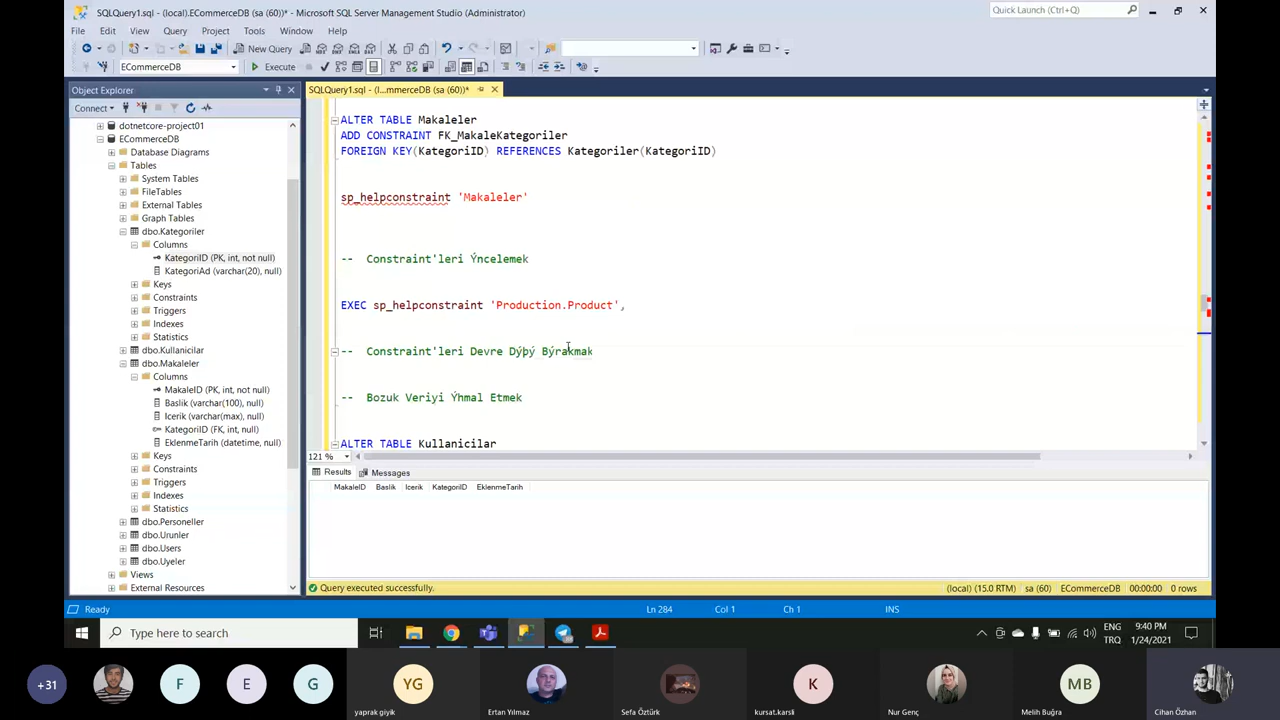 SQLQuery1.sql - (local).ECommerceDB (sa (60))* - Microsoft SQL Server Management Studio (Administrator)
Quick Launch (Ctrl+Q)
File Edit View Query Project Tools Window Help
New Query
ECommerceDB
Execute
Object Explorer
Connect
dotnetcore-project01
ECommerceDB
Database Diagrams
Tables
System Tables
FileTables
External Tables
Graph Tables
dbo.Kategoriler
Columns
KategoriID (PK, int, not null)
KategoriAd (varchar(20), null)
Keys
Constraints
Triggers
Indexes
Statistics
dbo.Kullanicilar
dbo.Makaleler
Columns
MakaleID (PK, int, not null)
Baslik (varchar(100), null)
Icerik (varchar(max), null)
KategoriID (FK, int, null)
EklenmeTarih (datetime, null)
Keys
Constraints
Triggers
Indexes
Statistics
dbo.Personeller
dbo.Urunler
dbo.Users
dbo.Uyeler
Views
External Resources
SQLQuery1.sql - (l...mmerceDB (sa (60))*
ALTER TABLE Makaleler
ADD CONSTRAINT FK_MakaleKategoriler
FOREIGN KEY(KategoriID) REFERENCES Kategoriler(KategoriID)
sp_helpconstraint 'Makaleler'
-- Constraint'leri Ýncelemek
EXEC sp_helpconstraint 'Production.Product',
-- Constraint'leri Devre Dýþý Býrakmak
-- Bozuk Veriyi Ýhmal Etmek
ALTER TABLE Kullanicilar
121 %
Results Messages
MakaleID Baslik Icerik KategoriID EklenmeTarih
Query executed successfully.
(local) (15.0 RTM) sa (60) ECommerceDB 00:00:00 0 rows
Ready
Ln 284 Col 1 Ch 1 INS
Type here to search
ENG
TRQ
9:40 PM
1/24/2021
+31
F
E
G
YG
K
MB
yaprak giyik
Ertan Yılmaz
Sefa Öztürk
kursat.karsli
Nur Genç
Melih Buğra
Cihan Özhan